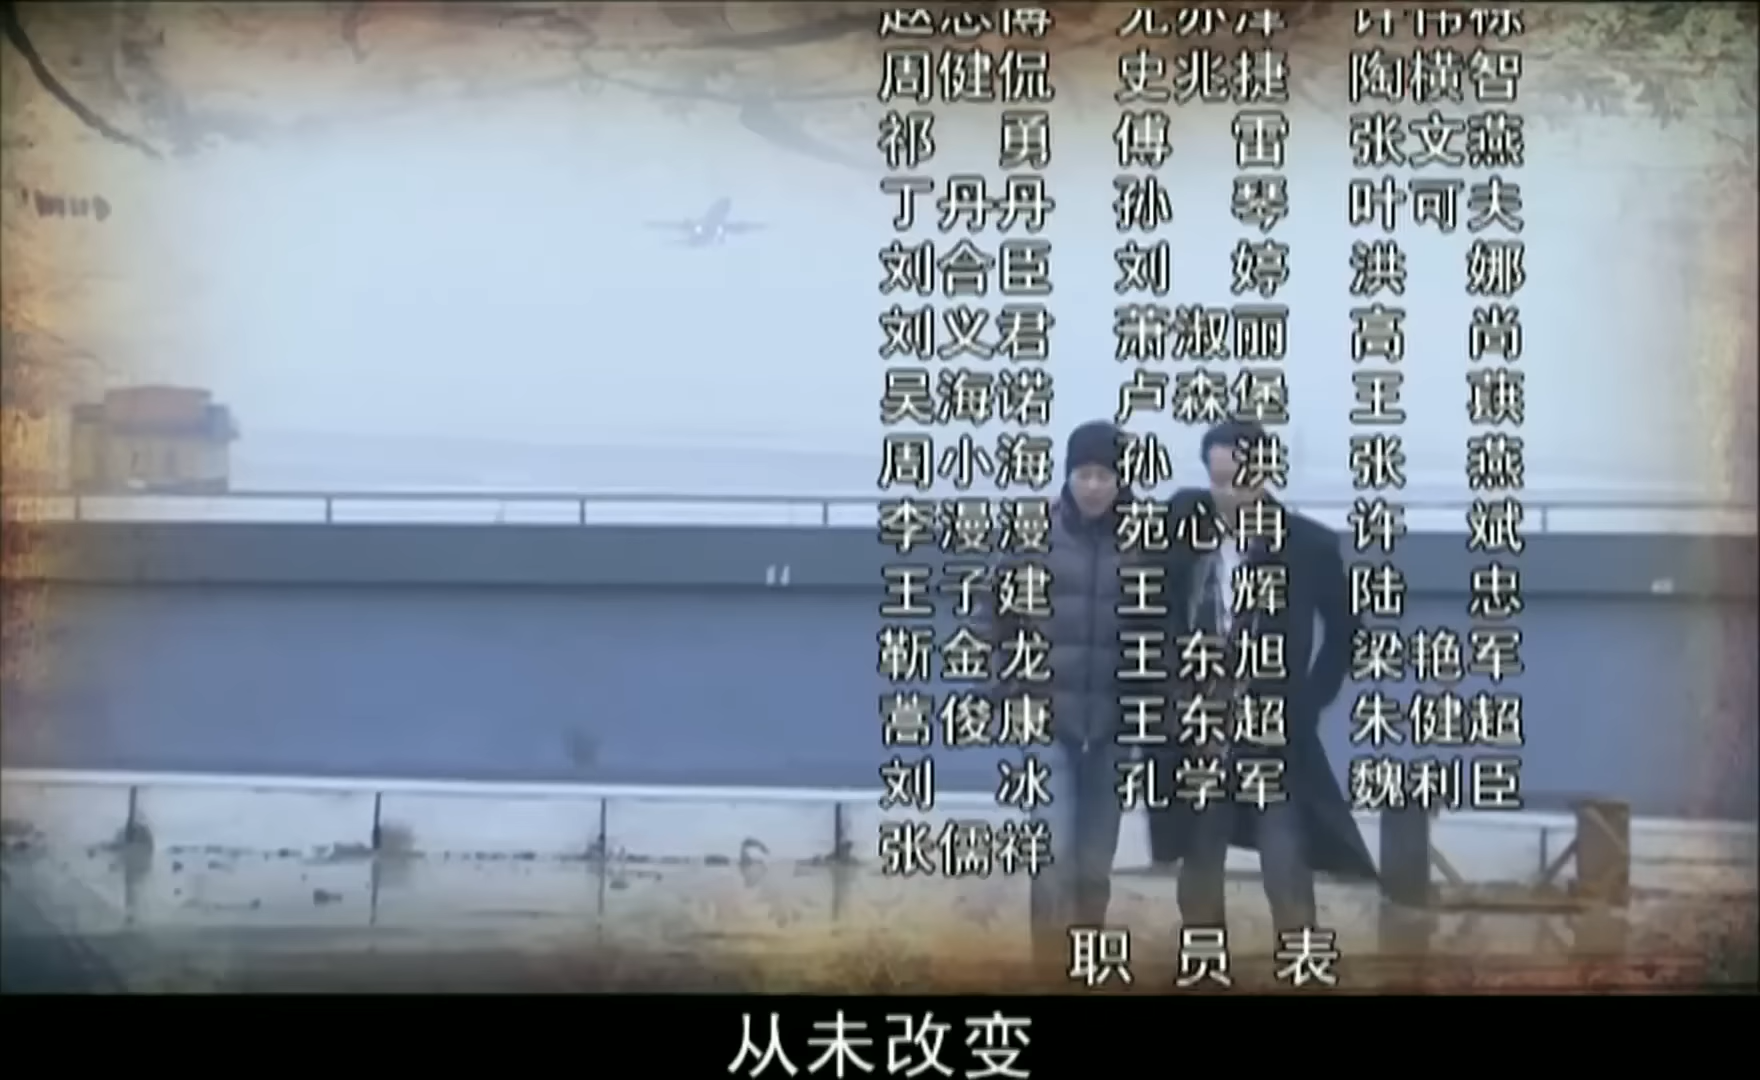 周健侃 史兆捷 陶横智
祁 勇 傅 雷 张文燕
丁丹丹 孙 琴 叶可夫
刘合臣 刘 婷 洪 娜
刘义君 萧淑丽 高 尚
吴海诺 卢森堡 王
周小海 孙 洪 张 燕
李漫漫 苑心冉 许 斌
王子建 王 辉 陆 忠
靳金龙 王东旭 梁艳军
蒿俊康 王东超 朱健超
刘 冰 孔学军 魏利臣
张儒祥
职员表
从未改变